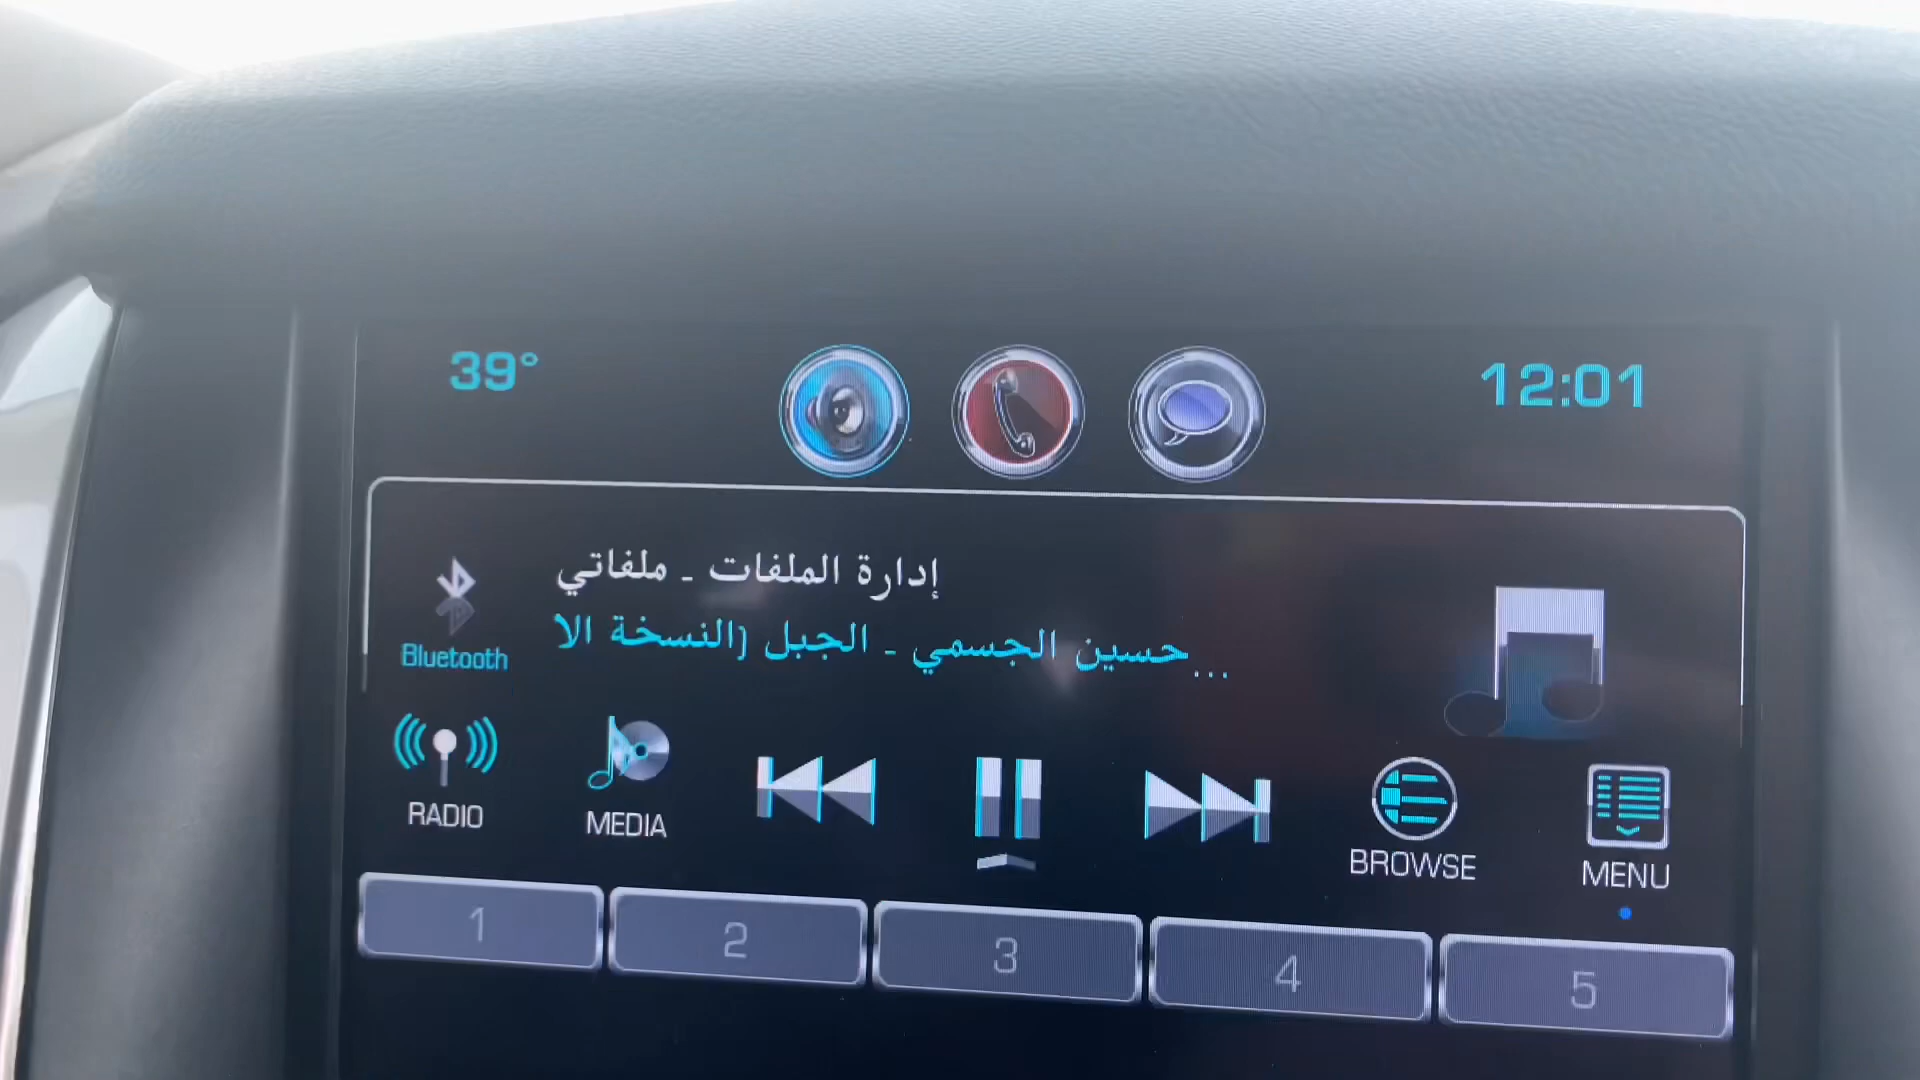 39°
12:01
إدارة الملفات - ملفاتي
حسين الجسمي - الجبل (النسخة الا...
Bluetooth
RADIO
MEDIA
BROWSE
MENU
1
2
3
4
5